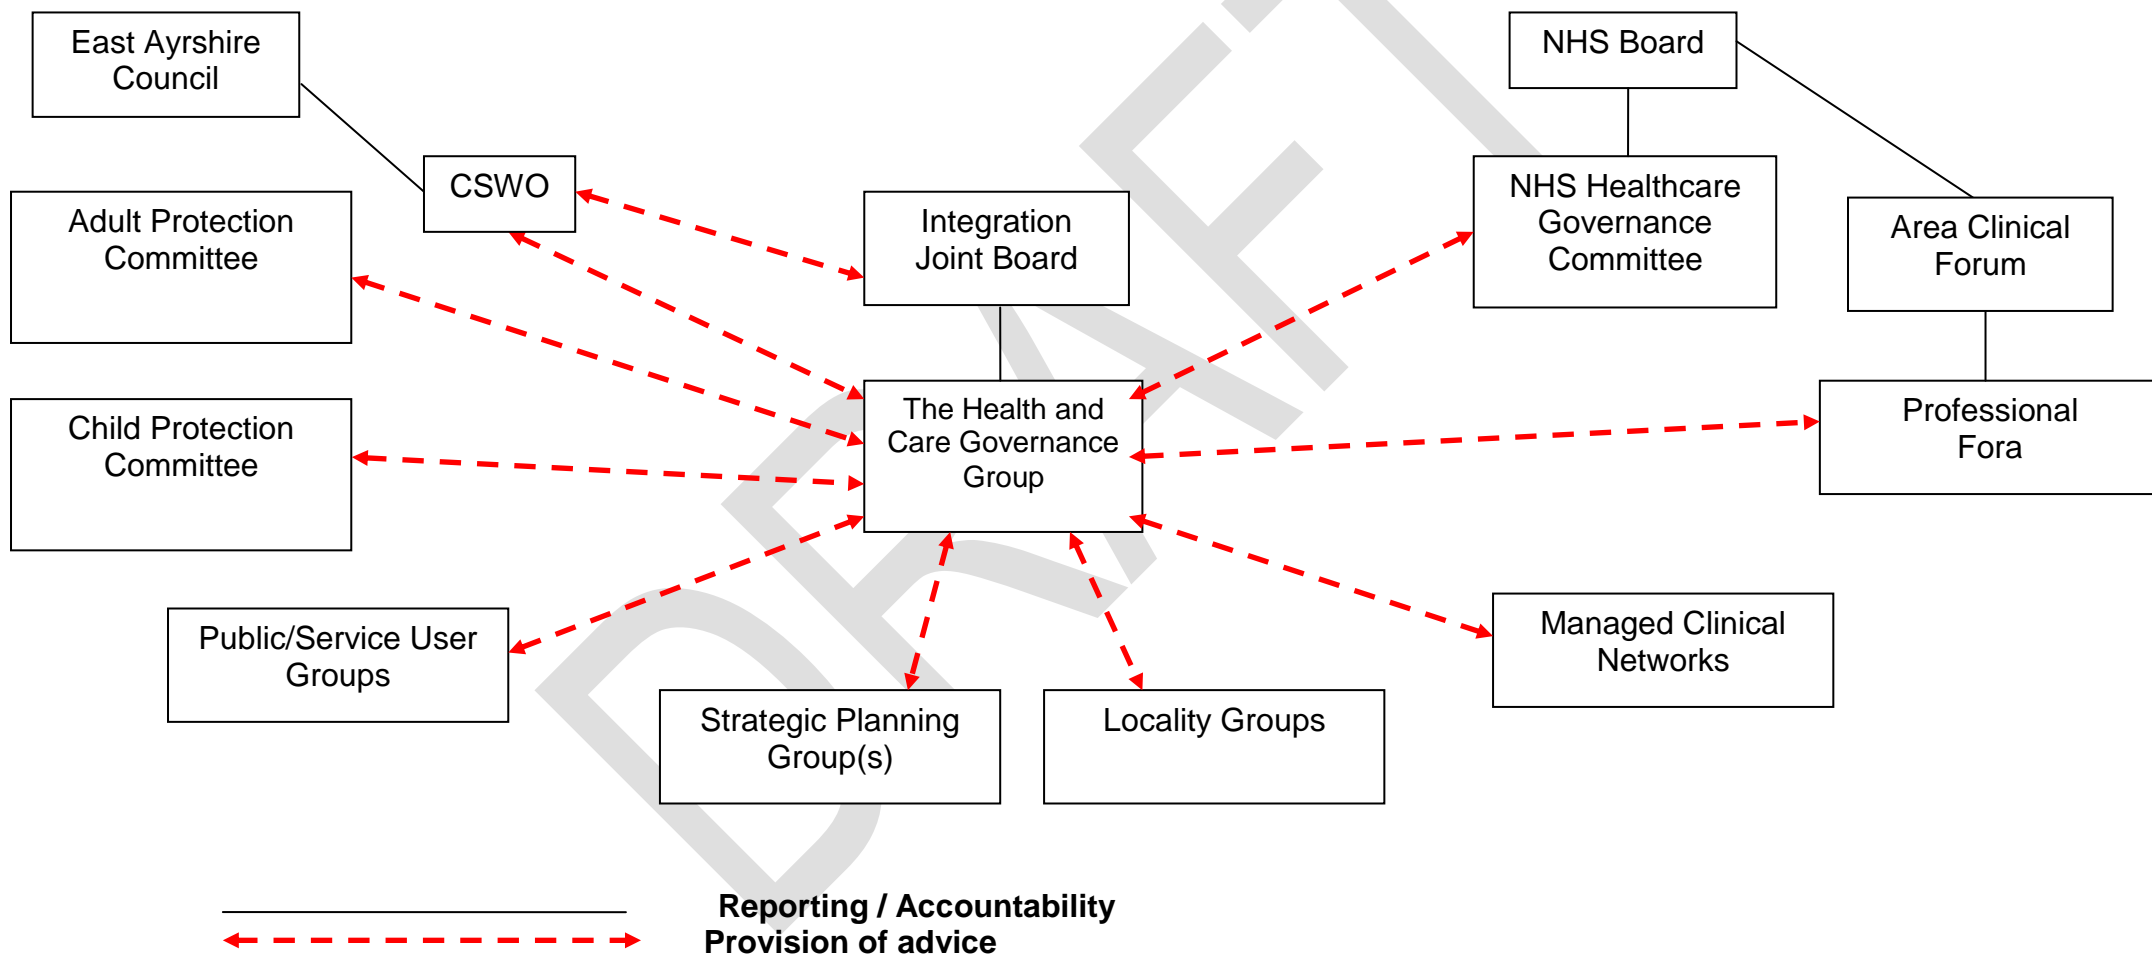 East Ayrshire
Council
NHS Board
CSWO
NHS Healthcare
Governance
Committee
Adult Protection
Committee
Integration
Joint Board
Area Clinical
Forum
Child Protection
Committee
The Health and
Care Governance
Group
Professional
Fora
Public/Service User
Groups
Managed Clinical
Networks
Strategic Planning
Group(s)
Locality Groups
Reporting / Accountability
Provision of advice
DRAFT